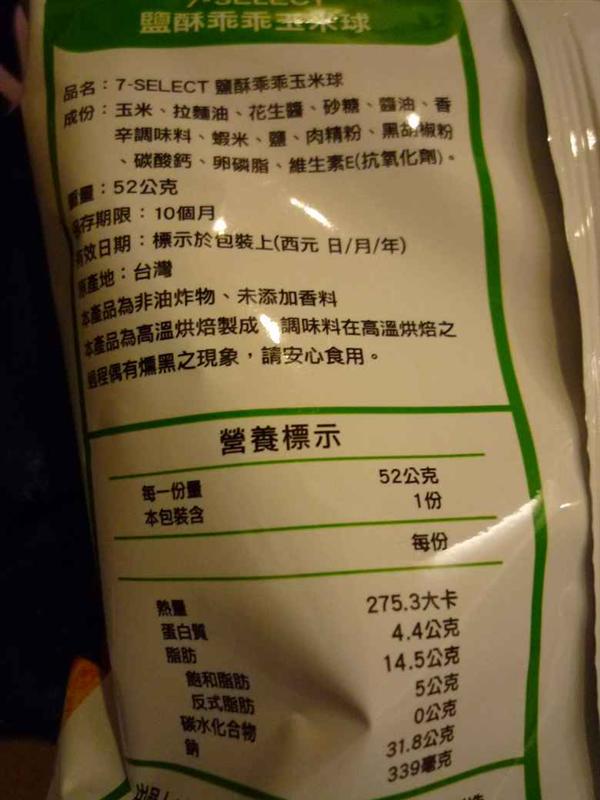 7-SELECT
鹽酥乖乖玉米球
品名：7-SELECT 鹽酥乖乖玉米球
成份：玉米、拉麵油、花生醬、砂糖、醬油、香
辛調味料、蝦米、鹽、肉精粉、黑胡椒粉
、碳酸鈣、卵磷脂、維生素E(抗氧化劑)。
重量：52公克
保存期限：10個月
有效日期：標示於包裝上(西元 日/月/年)
原產地：台灣
本產品為非油炸物、未添加香料
本產品為高溫烘焙製成，調味料在高溫烘焙之
過程偶有燻黑之現象，請安心食用。
營養標示
每一份量 52公克
本包裝含 1份
每份
熱量 275.3大卡
蛋白質 4.4公克
脂肪 14.5公克
飽和脂肪 5公克
反式脂肪 0公克
碳水化合物 31.8公克
鈉 339毫克